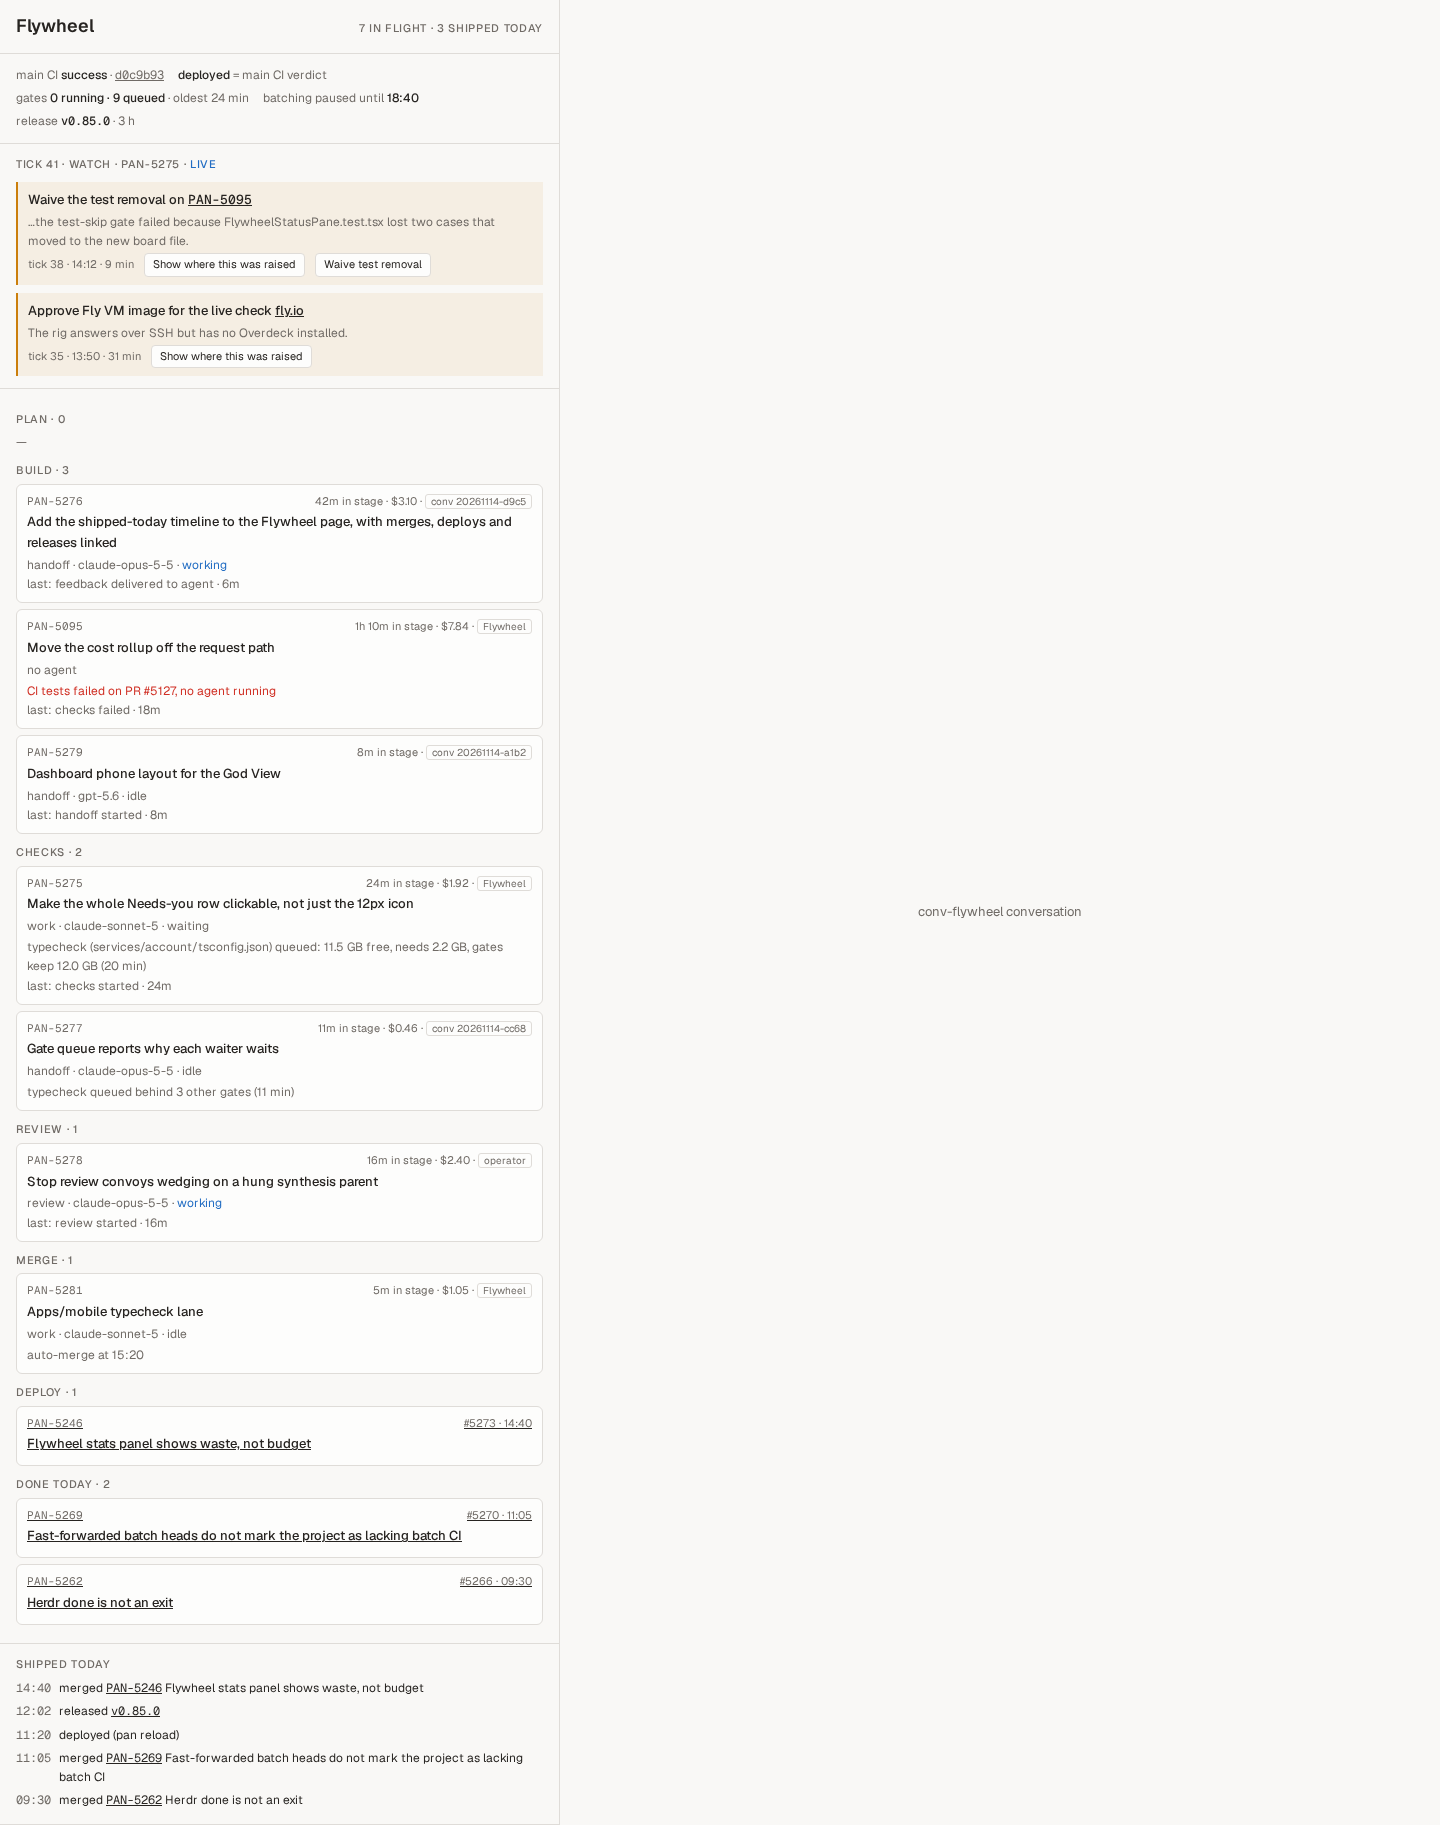 Flywheel
7 IN FLIGHT · 3 SHIPPED TODAY
main CI success · d0c9b93 deployed = main CI verdict
gates 0 running · 9 queued · oldest 24 min batching paused until 18:40
release v0.85.0 · 3 h
TICK 41 · WATCH · PAN-5275 · LIVE
Waive the test removal on PAN-5095
…the test-skip gate failed because FlywheelStatusPane.test.tsx lost two cases that
moved to the new board file.
tick 38 · 14:12 · 9 min Show where this was raised Waive test removal
Approve Fly VM image for the live check fly.io
The rig answers over SSH but has no Overdeck installed.
tick 35 · 13:50 · 31 min Show where this was raised
PLAN · 0
—
BUILD · 3
PAN-5276 42m in stage · $3.10 · conv 20261114-d9c5
Add the shipped-today timeline to the Flywheel page, with merges, deploys and
releases linked
handoff · claude-opus-5-5 · working
last: feedback delivered to agent · 6m
PAN-5095 1h 10m in stage · $7.84 · Flywheel
Move the cost rollup off the request path
no agent
CI tests failed on PR #5127, no agent running
last: checks failed · 18m
PAN-5279 8m in stage · conv 20261114-a1b2
Dashboard phone layout for the God View
handoff · gpt-5.6 · idle
last: handoff started · 8m
CHECKS · 2
PAN-5275 24m in stage · $1.92 · Flywheel
Make the whole Needs-you row clickable, not just the 12px icon
work · claude-sonnet-5 · waiting
typecheck (services/account/tsconfig.json) queued: 11.5 GB free, needs 2.2 GB, gates
keep 12.0 GB (20 min)
last: checks started · 24m
PAN-5277 11m in stage · $0.46 · conv 20261114-cc68
Gate queue reports why each waiter waits
handoff · claude-opus-5-5 · idle
typecheck queued behind 3 other gates (11 min)
REVIEW · 1
PAN-5278 16m in stage · $2.40 · operator
Stop review convoys wedging on a hung synthesis parent
review · claude-opus-5-5 · working
last: review started · 16m
MERGE · 1
PAN-5281 5m in stage · $1.05 · Flywheel
Apps/mobile typecheck lane
work · claude-sonnet-5 · idle
auto-merge at 15:20
DEPLOY · 1
PAN-5246 #5273 · 14:40
Flywheel stats panel shows waste, not budget
DONE TODAY · 2
PAN-5269 #5270 · 11:05
Fast-forwarded batch heads do not mark the project as lacking batch CI
PAN-5262 #5266 · 09:30
Herdr done is not an exit
SHIPPED TODAY
14:40 merged PAN-5246 Flywheel stats panel shows waste, not budget
12:02 released v0.85.0
11:20 deployed (pan reload)
11:05 merged PAN-5269 Fast-forwarded batch heads do not mark the project as lacking
batch CI
09:30 merged PAN-5262 Herdr done is not an exit
conv-flywheel conversation